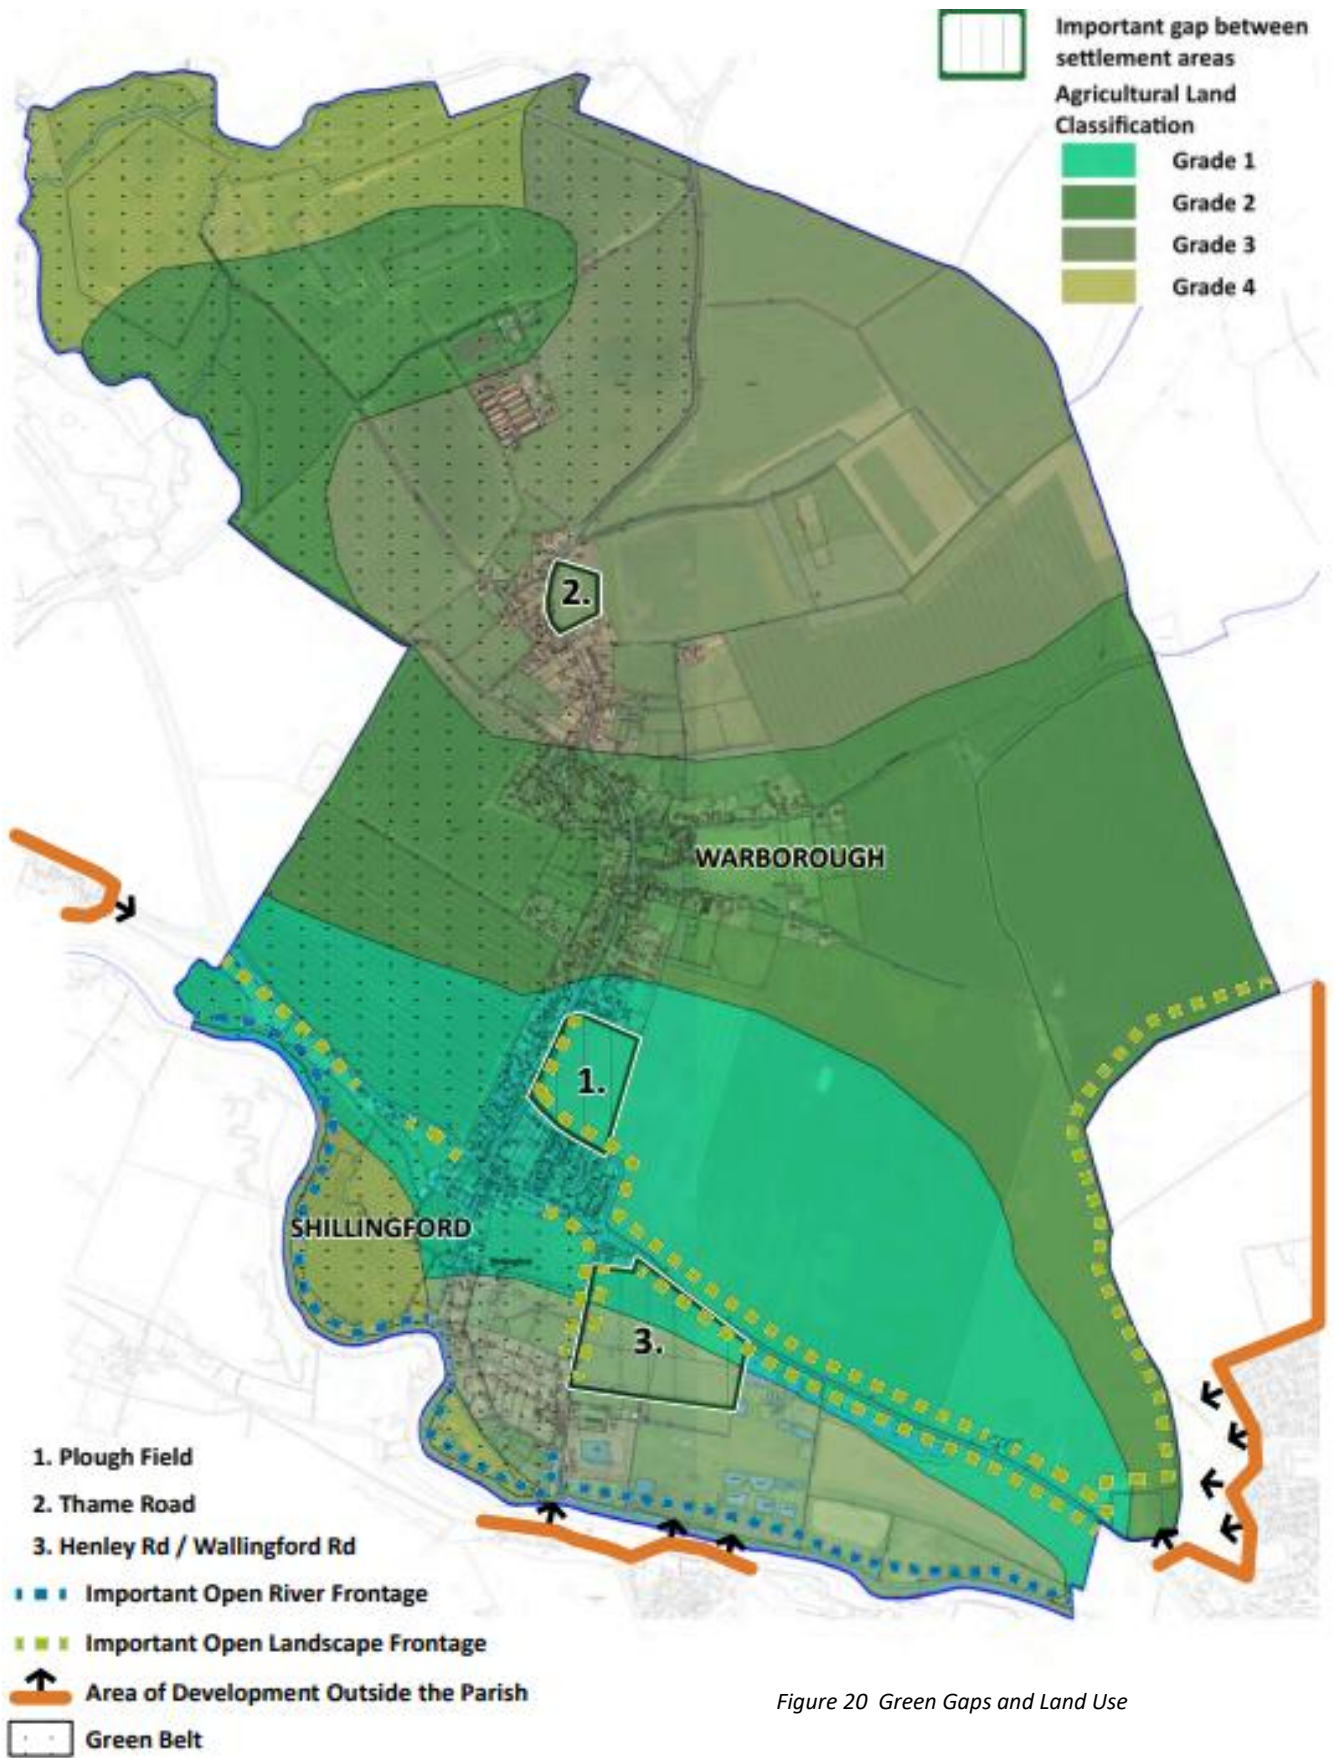 Important gap between
settlement areas
Agricultural Land
Classification
Grade 1
Grade 2
Grade 3
Grade 4
2.
WARBOROUGH
1.
SHILLINGFORD
3.
1. Plough Field
2. Thame Road
3. Henley Rd / Wallingford Rd
Important Open River Frontage
Important Open Landscape Frontage
Area of Development Outside the Parish
Green Belt
Figure 20 Green Gaps and Land Use